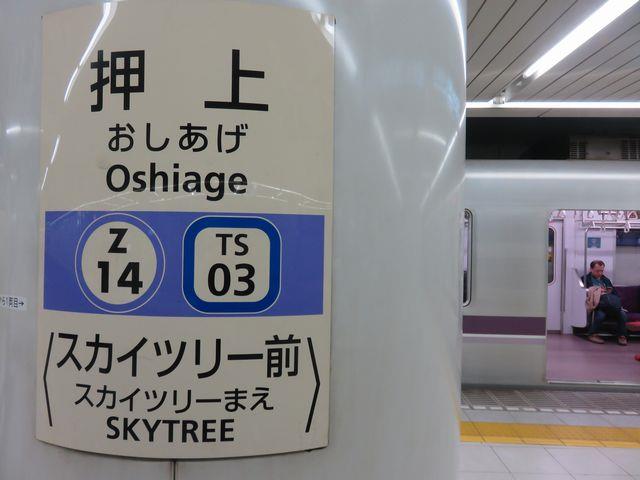 押上
おしあげ
Oshiage
Z
14
TS
03
〈スカイツリー前〉
スカイツリーまえ
SKYTREE